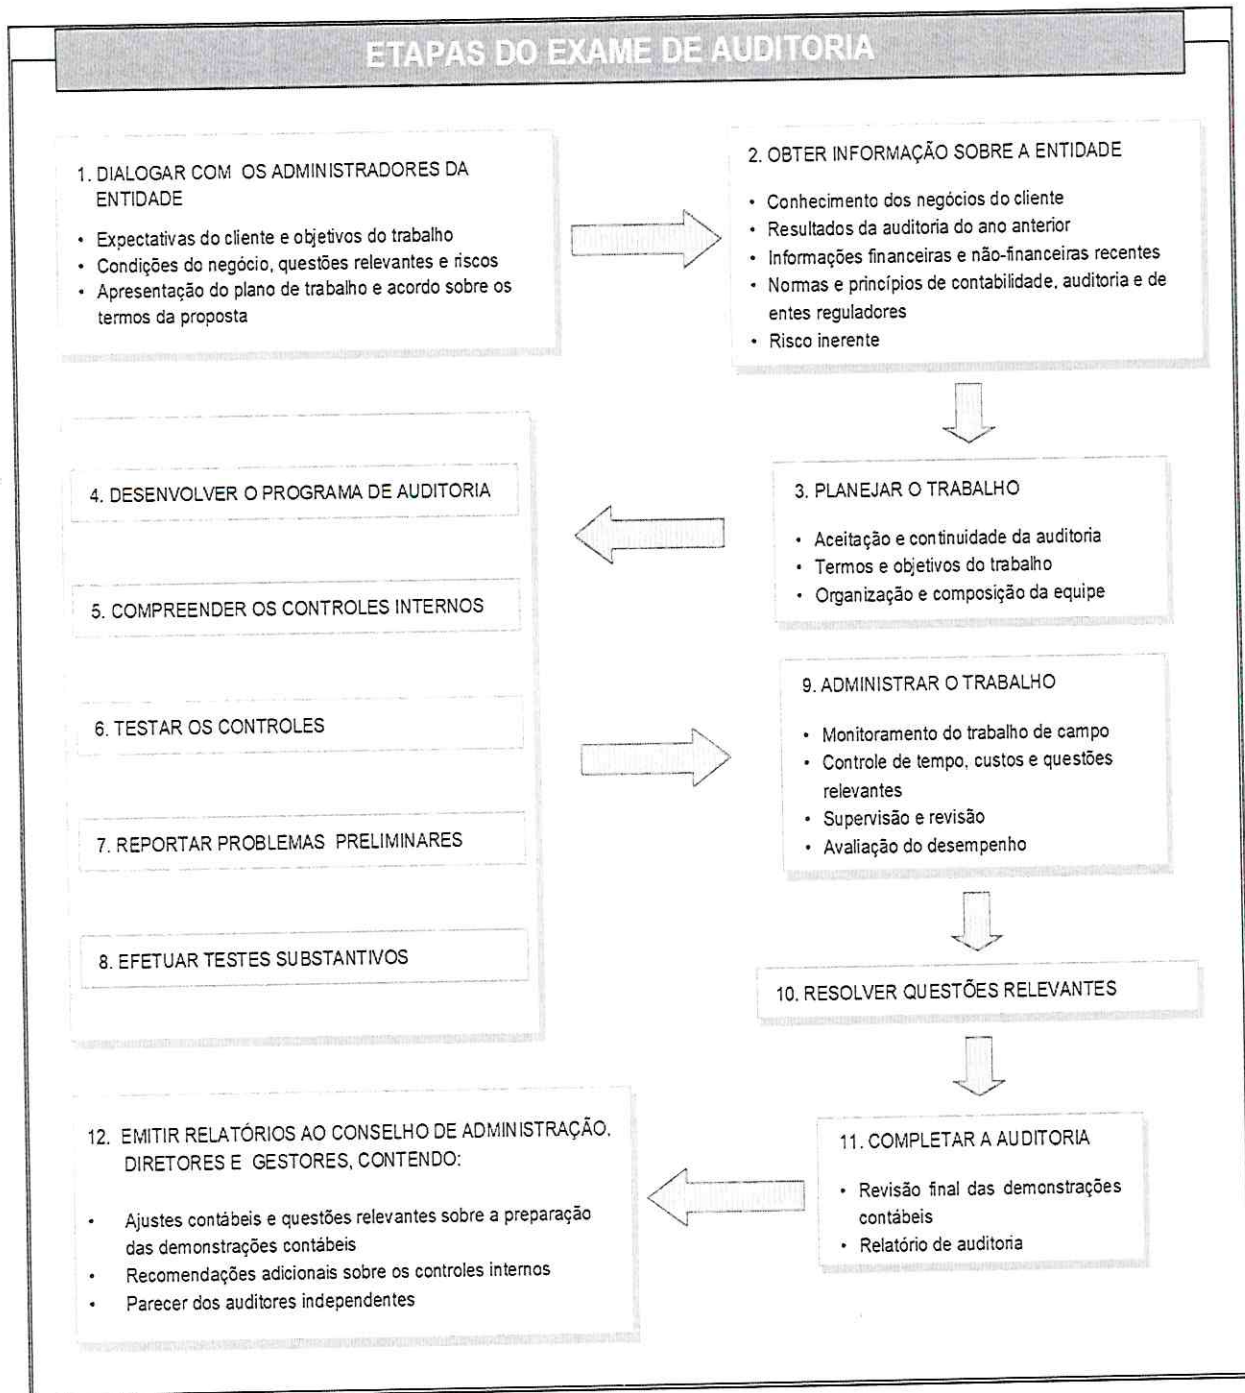 ETAPAS DO EXAME DE AUDITORIA
1. DIALOGAR COM OS ADMINISTRADORES DA
ENTIDADE
• Expectativas do cliente e objetivos do trabalho
• Condições do negócio, questões relevantes e riscos
• Apresentação do plano de trabalho e acordo sobre os
termos da proposta
2. OBTER INFORMAÇÃO SOBRE A ENTIDADE
• Conhecimento dos negócios do cliente
• Resultados da auditoria do ano anterior
• Informações financeiras e não-financeiras recentes
• Normas e princípios de contabilidade, auditoria e de
entes reguladores
• Risco inerente
3. PLANEJAR O TRABALHO
• Aceitação e continuidade da auditoria
• Termos e objetivos do trabalho
• Organização e composição da equipe
4. DESENVOLVER O PROGRAMA DE AUDITORIA
5. COMPREENDER OS CONTROLES INTERNOS
6. TESTAR OS CONTROLES
7. REPORTAR PROBLEMAS PRELIMINARES
8. EFETUAR TESTES SUBSTANTIVOS
9. ADMINISTRAR O TRABALHO
• Monitoramento do trabalho de campo
• Controle de tempo, custos e questões
relevantes
• Supervisão e revisão
• Avaliação do desempenho
10. RESOLVER QUESTÕES RELEVANTES
11. COMPLETAR A AUDITORIA
• Revisão final das demonstrações
contábeis
• Relatório de auditoria
12. EMITIR RELATÓRIOS AO CONSELHO DE ADMINISTRAÇÃO,
DIRETORES E GESTORES, CONTENDO:
• Ajustes contábeis e questões relevantes sobre a preparação
das demonstrações contábeis
• Recomendações adicionais sobre os controles internos
• Parecer dos auditores independentes